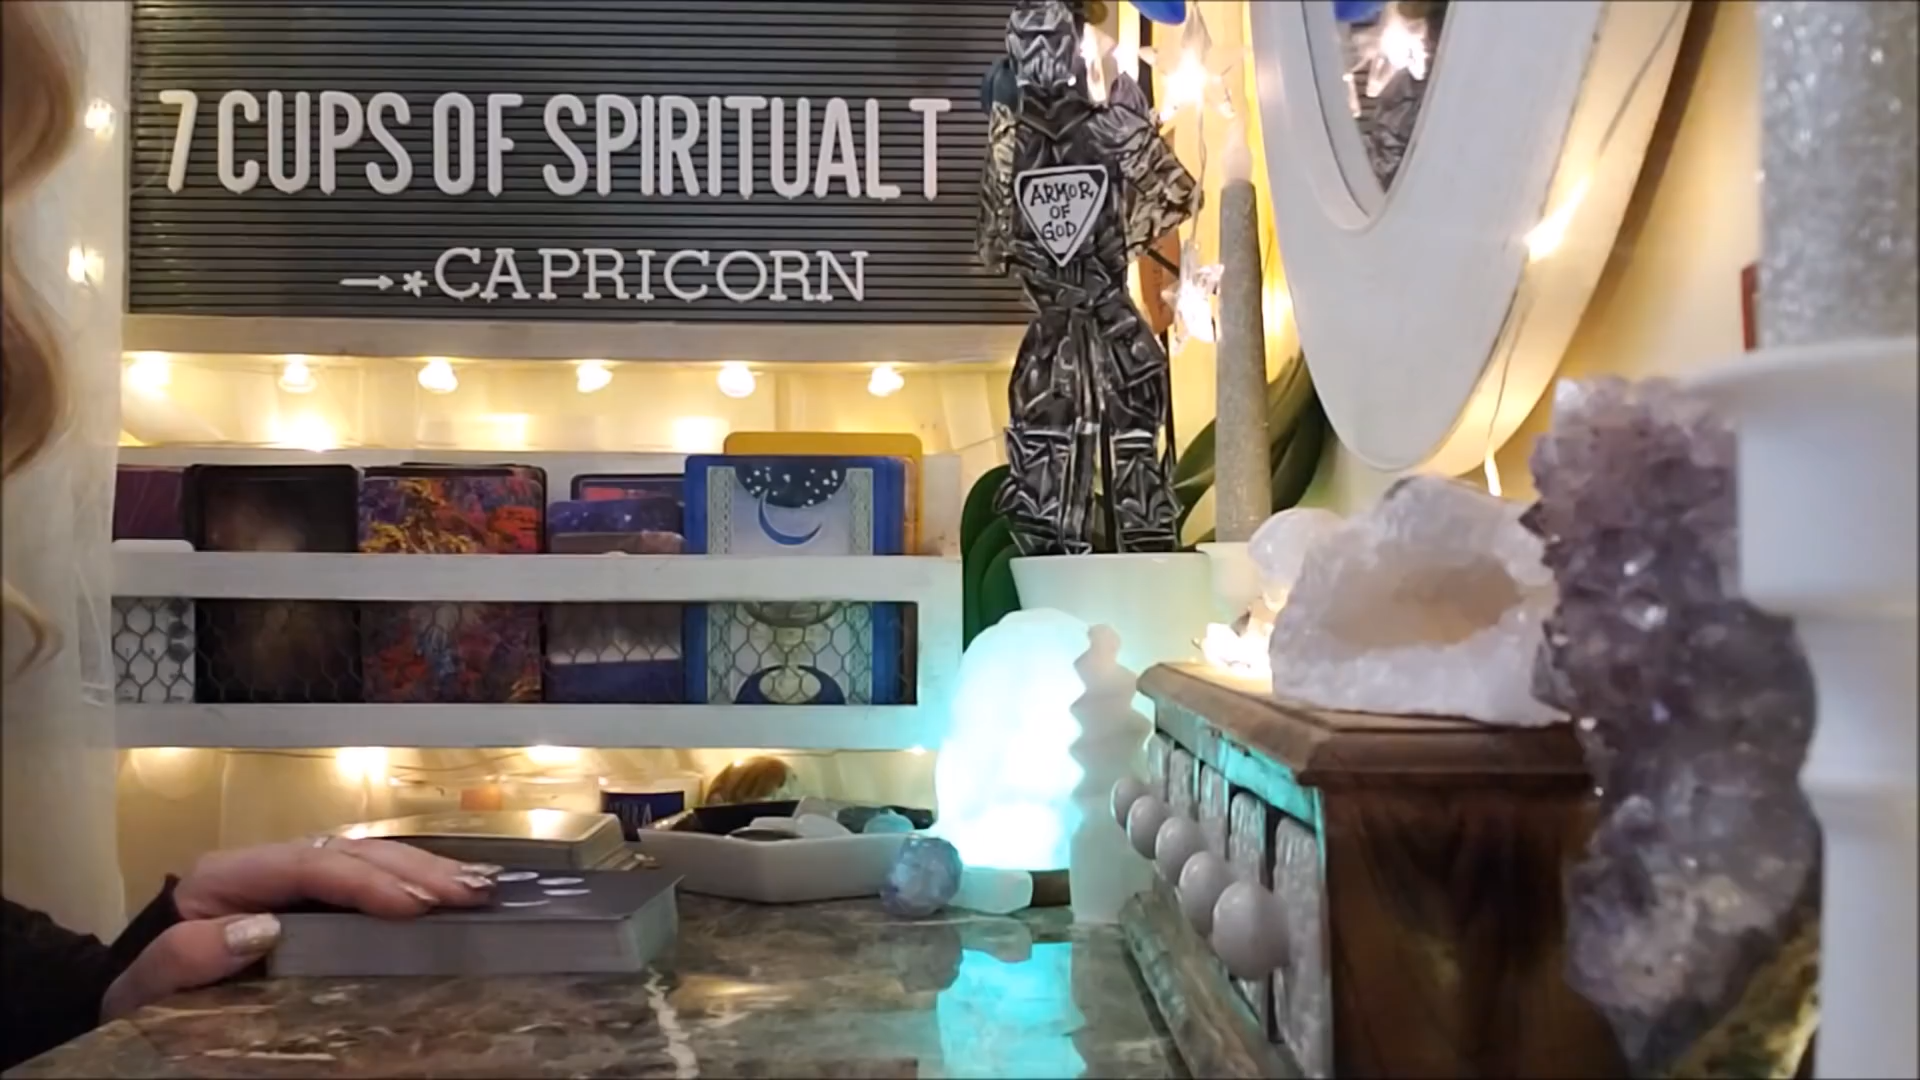 7 CUPS OF SPIRITUAL T
→*CAPRICORN
ARMOR
OF
GOD